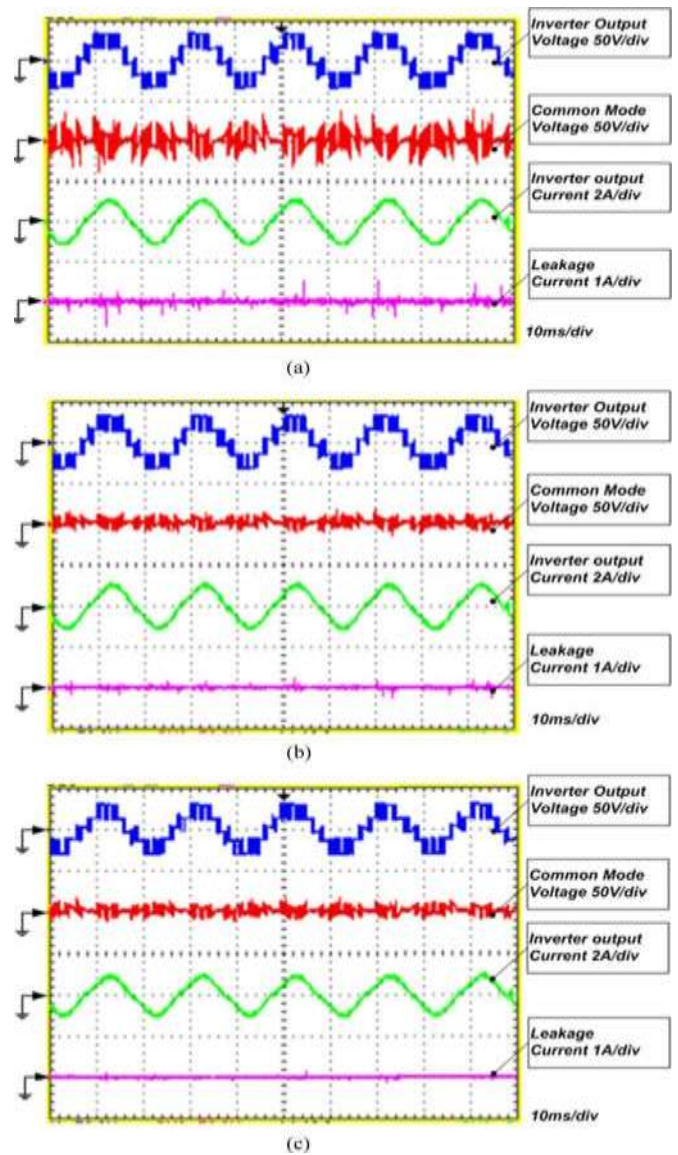 Inverter Output
Voltage 50V/div
Common Mode
Voltage 50V/div
Inverter output
Current 2A/div
Leakage
Current 1A/div
10ms/div
(a)
Inverter Output
Voltage 50V/div
Common Mode
Voltage 50V/div
Inverter output
Current 2A/div
Leakage
Current 1A/div
10ms/div
(b)
Inverter Output
Voltage 50V/div
Common Mode
Voltage 50V/div
Inverter output
Current 2A/div
Leakage
Current 1A/div
10ms/div
(c)